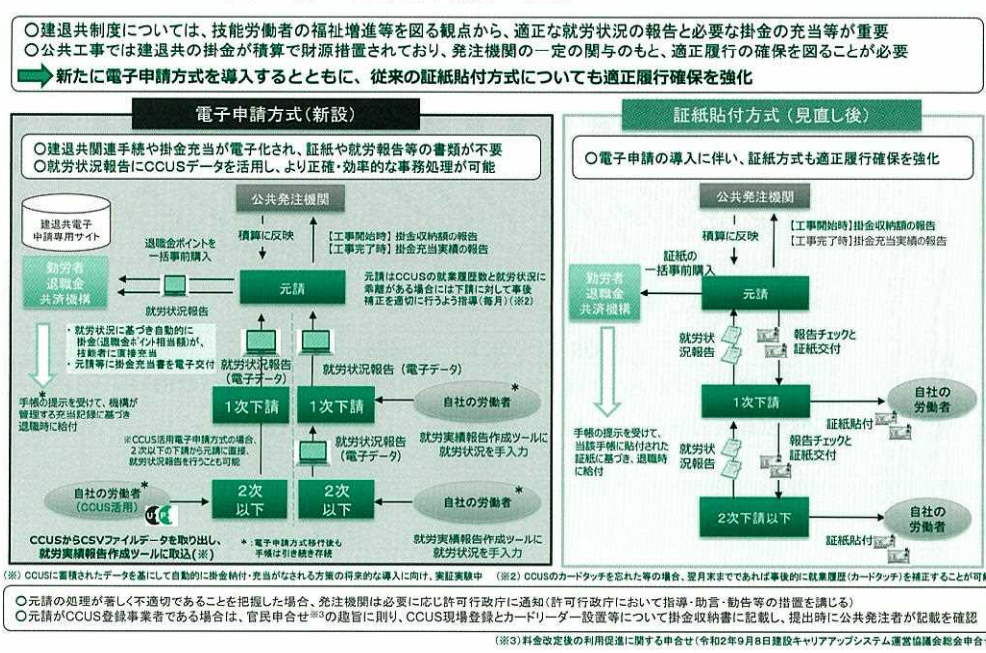 ○建退共制度については、技能労働者の福祉増進等を図る観点から、適正な就労状況の報告と必要な掛金の充当等が重要
○公共工事では建退共の掛金が積算で財源措置されており、発注機関の一定の関与のもと、適正履行の確保を図ることが必要
新たに電子申請方式を導入するとともに、従来の証紙貼付方式についても適正履行確保を強化
電子申請方式(新設)
○建退共関連手続や掛金充当が電子化され、証紙や就労報告等の書類が不要
○就労状況報告にCCUSデータを活用し、より正確・効率的な事務処理が可能
公共発注機関
建退共電子
申請専用サイト
積算に反映
【工事開始時】掛金収納額の報告
【工事完了時】掛金充当実績の報告
退職金ポイントを
一括事前購入
勤労者
退職金
共済機構
元請
元請はCCUSの就業履歴数と就労状況に
乖離がある場合には下請に対して事後
補正を適切に行うよう指導(毎月)(※2)
就労状況報告
・就労状況に基づき自動的に
掛金(退職金ポイント相当額)が、
技能者に直接充当
・元請等に掛金充当書を電子交付
就労状況報告
(電子データ)
就労状況報告(電子データ)
*
手帳の提示を受けて、機構が
管理する充当記録に基づき
退職時に給付
1次下請
1次下請
自社の労働者*
※CCUS活用電子申請方式の場合、
2次以下の下請から元請に直接、
就労状況報告を行うことも可能
就労状況報告
(電子データ)
就労実績報告作成ツールに
就労状況を手入力
自社の労働者*
(CCUS活用)
2次
以下
2次
以下
自社の労働者*
CCUSからCSVファイルデータを取り出し、
就労実績報告作成ツールに取込(※)
*:電子申請方式移行後も
手帳は引き続き存続
就労実績報告作成ツールに
就労状況を手入力
証紙貼付方式(見直し後)
○電子申請の導入に伴い、証紙方式も適正履行確保を強化
公共発注機関
積算に反映
【工事開始時】掛金収納額の報告
【工事完了時】掛金充当実績の報告
証紙の
一括事前購入
勤労者
退職金
共済機構
元請
就労状
況報告
報告チェックと
証紙交付
1次下請
自社の
労働者
証紙貼付
手帳の提示を受けて、
当該手帳に貼付された
証紙に基づき、退職時
に給付
就労状
況報告
報告チェックと
証紙交付
2次下請以下
自社の
労働者
証紙貼付
(※)CCUSに蓄積されたデータを基にして自動的に掛金納付・充当がなされる方策の将来的な導入に向け、実証実験中 (※2)CCUSのカードタッチを忘れた等の場合、翌月末までであれば事後的に就業履歴(カードタッチ)を補正することが可
○元請の処理が著しく不適切であることを把握した場合、発注機関は必要に応じ許可行政庁に通知(許可行政庁において指導・助言・勧告等の措置を講じる)
○元請がCCUS登録事業者である場合は、官民申合せ※3の趣旨に則り、CCUS現場登録とカードリーダー設置等について掛金収納書に記載し、提出時に公共発注者が記載を確認
(※3)料金改定後の利用促進に関する申合せ(令和2年9月8日建設キャリアアップシステム運営協議会総会申合せ